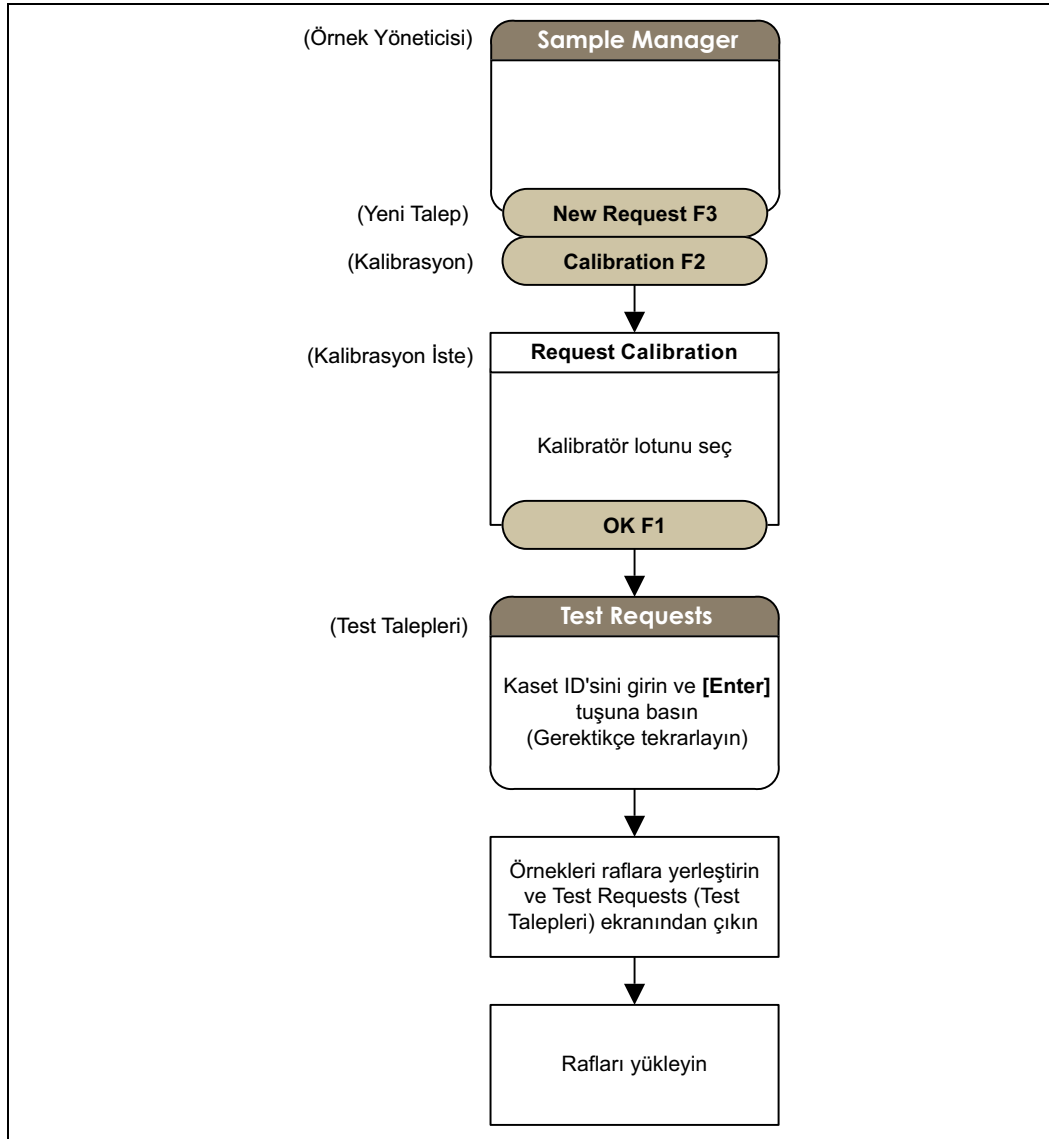 (Örnek Yöneticisi)
Sample Manager
(Yeni Talep)
New Request F3
(Kalibrasyon)
Calibration F2
(Kalibrasyon İste)
Request Calibration
Kalibratör lotunu seç
OK F1
(Test Talepleri)
Test Requests
Kaset ID'sini girin ve [Enter]
tuşuna basın
(Gerektikçe tekrarlayın)
Örnekleri raflara yerleştirin
ve Test Requests (Test
Talepleri) ekranından çıkın
Rafları yükleyin